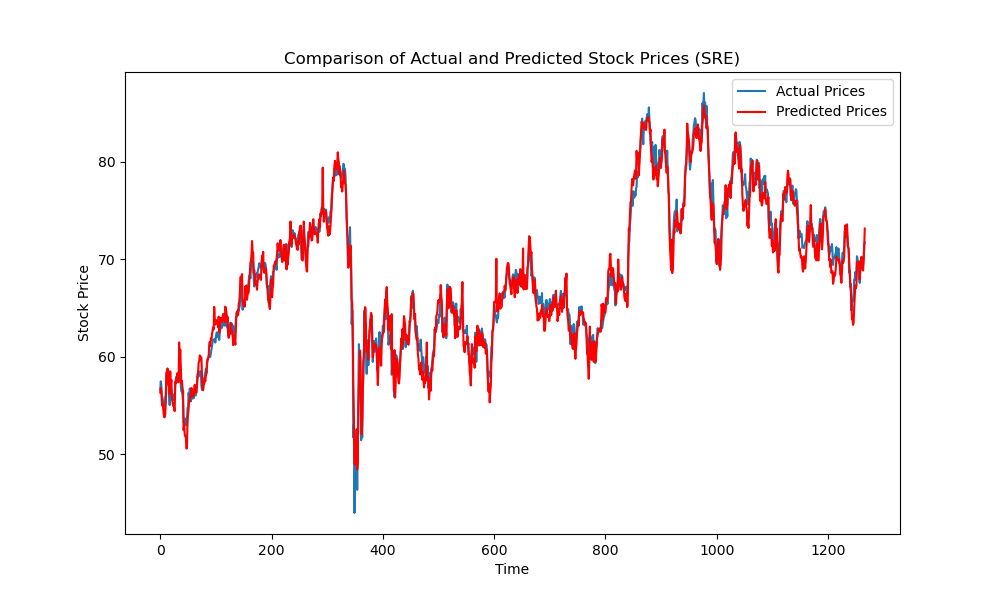 Comparison of Actual and Predicted Stock Prices (SRE)
Actual Prices
Predicted Prices
Stock Price
80
70
60
50
0 200 400 600 800 1000 1200
Time